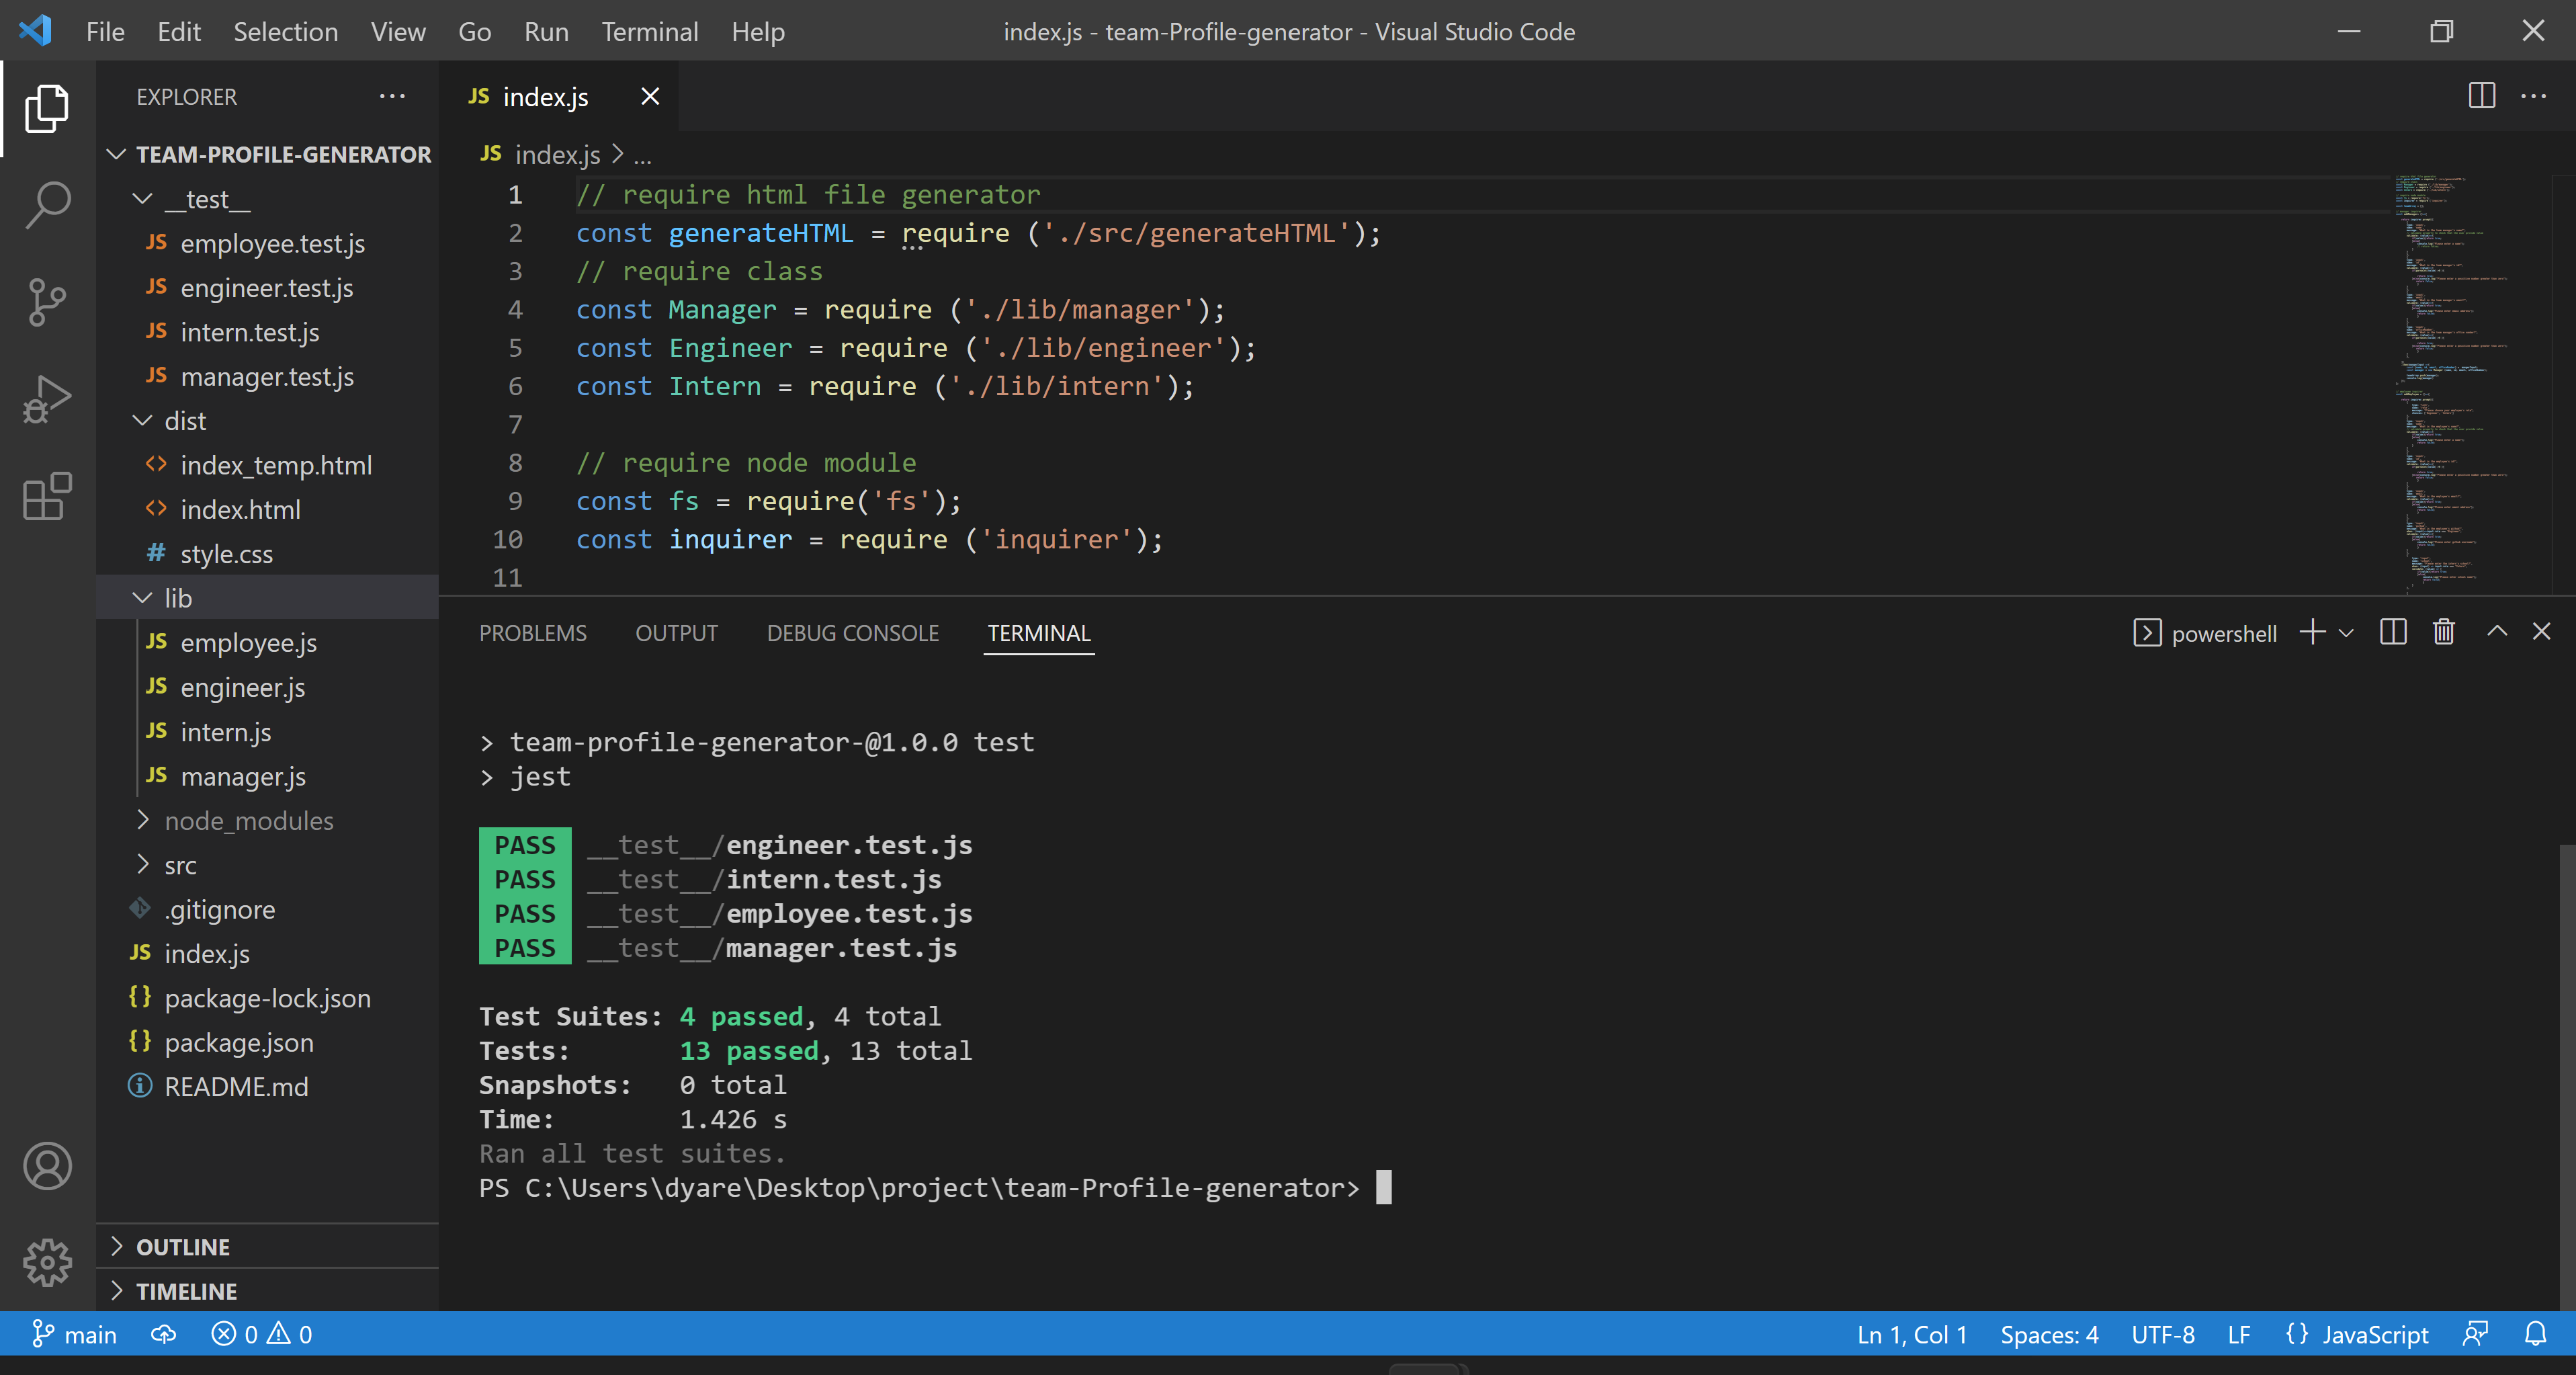 File Edit Selection View Go Run Terminal Help index.js - team-Profile-generator - Visual Studio Code
EXPLORER
TEAM-PROFILE-GENERATOR
__test__
JS employee.test.js
JS engineer.test.js
JS intern.test.js
JS manager.test.js
dist
<> index_temp.html
<> index.html
# style.css
lib
JS employee.js
JS engineer.js
JS intern.js
JS manager.js
node_modules
src
.gitignore
JS index.js
{} package-lock.json
{} package.json
README.md
OUTLINE
TIMELINE
JS index.js
JS index.js > ...
1 // require html file generator
2 const generateHTML = require ('./src/generateHTML');
3 // require class
4 const Manager = require ('./lib/manager');
5 const Engineer = require ('./lib/engineer');
6 const Intern = require ('./lib/intern');
7
8 // require node module
9 const fs = require('fs');
10 const inquirer = require ('inquirer');
11
PROBLEMS OUTPUT DEBUG CONSOLE TERMINAL powershell
> team-profile-generator-@1.0.0 test
> jest
PASS __test__/engineer.test.js
PASS __test__/intern.test.js
PASS __test__/employee.test.js
PASS __test__/manager.test.js
Test Suites: 4 passed, 4 total
Tests: 13 passed, 13 total
Snapshots: 0 total
Time: 1.426 s
Ran all test suites.
PS C:\Users\dyare\Desktop\project\team-Profile-generator>
main 0 0 Ln 1, Col 1 Spaces: 4 UTF-8 LF {} JavaScript